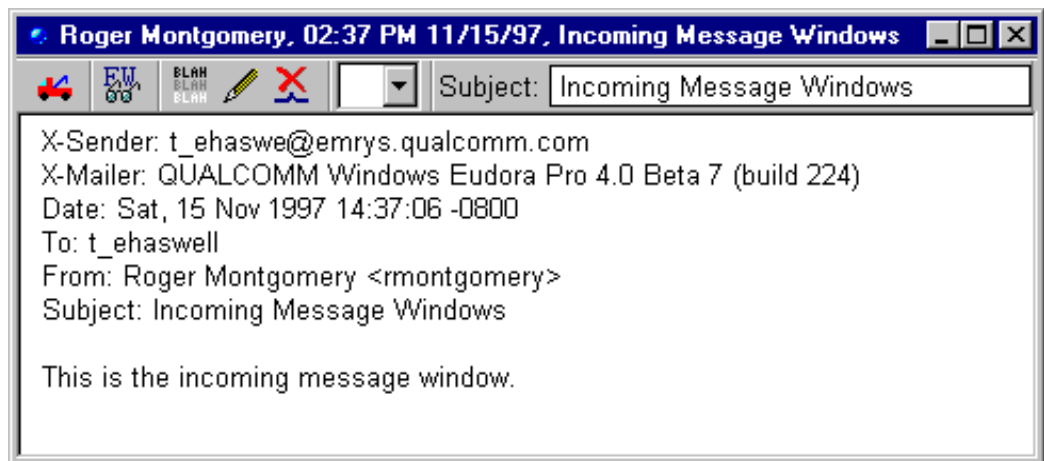 Roger Montgomery, 02:37 PM 11/15/97, Incoming Message Windows
FW BLAH BLAH BLAH Subject: Incoming Message Windows
X-Sender: t_ehaswe@emrys.qualcomm.com
X-Mailer: QUALCOMM Windows Eudora Pro 4.0 Beta 7 (build 224)
Date: Sat, 15 Nov 1997 14:37:06 -0800
To: t_ehaswell
From: Roger Montgomery <rmontgomery>
Subject: Incoming Message Windows
This is the incoming message window.